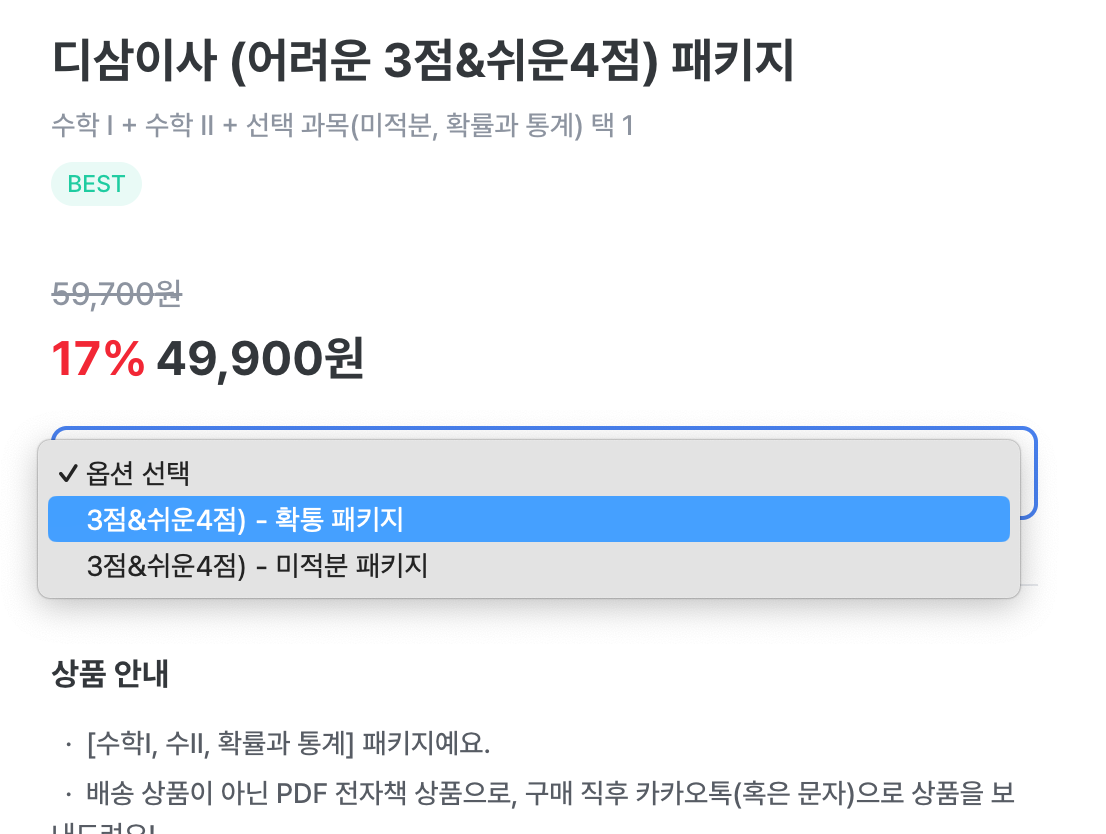 디삼이사 (어려운 3점&쉬운4점) 패키지
수학 I + 수학 II + 선택 과목(미적분, 확률과 통계) 택 1
BEST
59,700원
17% 49,900원
✓ 옵션 선택
3점&쉬운4점) - 확통 패키지
3점&쉬운4점) - 미적분 패키지
상품 안내
· [수학I, 수II, 확률과 통계] 패키지예요.
· 배송 상품이 아닌 PDF 전자책 상품으로, 구매 직후 카카오톡(혹은 문자)으로 상품을 보
내드려요!